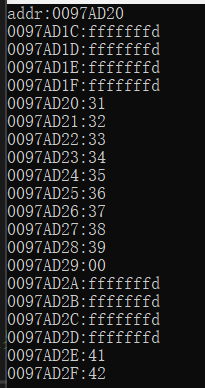 addr:0097AD20
0097AD1C:fffffffd
0097AD1D:fffffffd
0097AD1E:fffffffd
0097AD1F:fffffffd
0097AD20:31
0097AD21:32
0097AD22:33
0097AD23:34
0097AD24:35
0097AD25:36
0097AD26:37
0097AD27:38
0097AD28:39
0097AD29:00
0097AD2A:fffffffd
0097AD2B:fffffffd
0097AD2C:fffffffd
0097AD2D:fffffffd
0097AD2E:41
0097AD2F:42